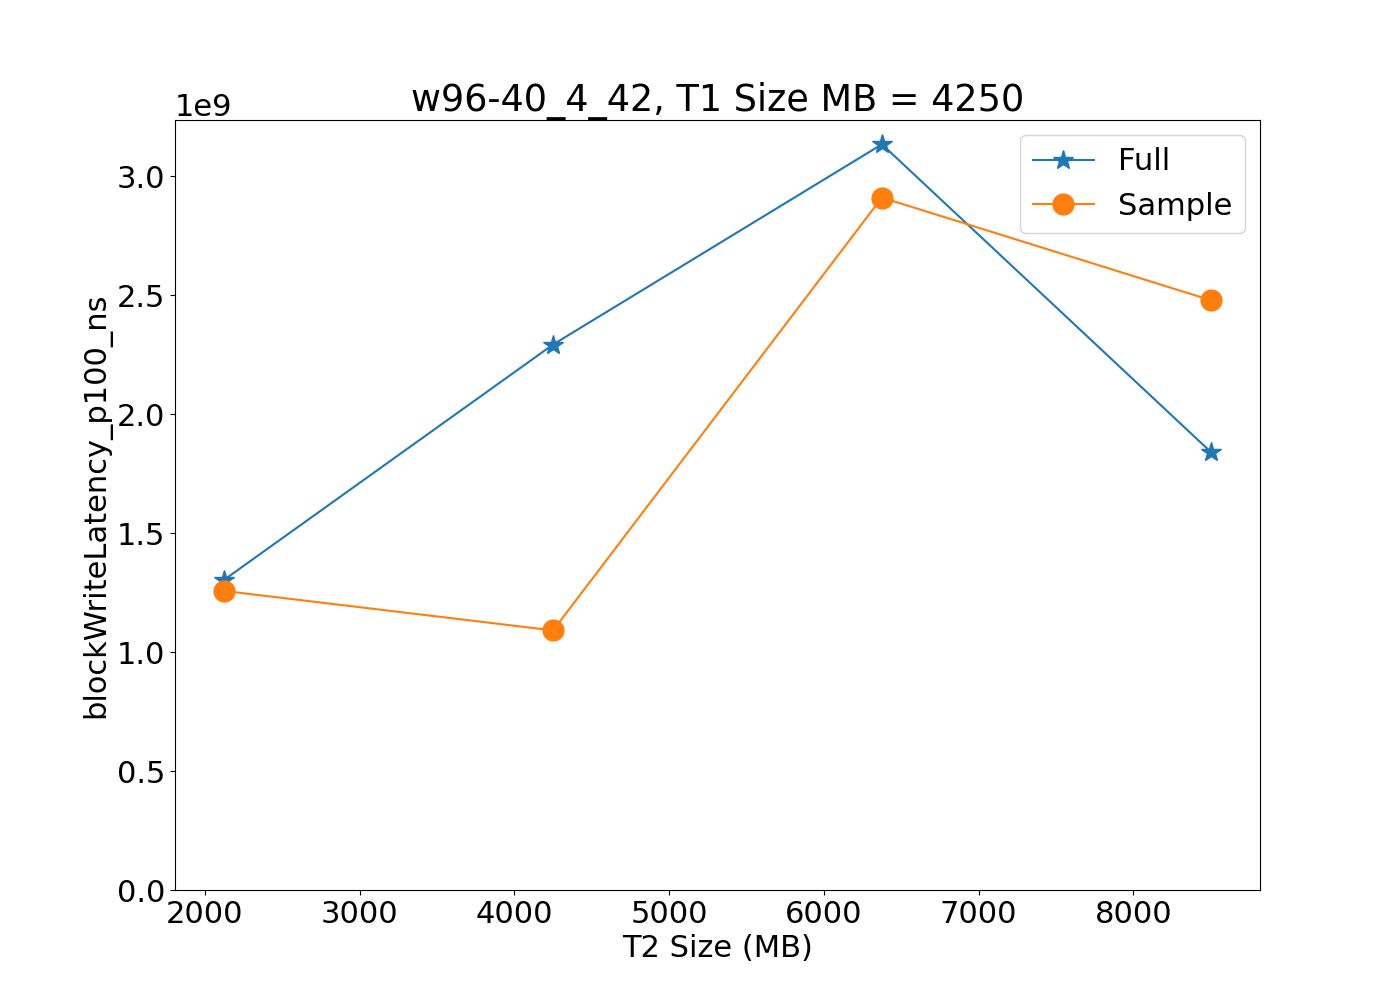 w96-40_4_42, T1 Size MB = 4250
1e9
Full
Sample
3.0
2.5
2.0
1.5
1.0
0.5
0.0
blockWriteLatency_p100_ns
2000 3000 4000 5000 6000 7000 8000
T2 Size (MB)